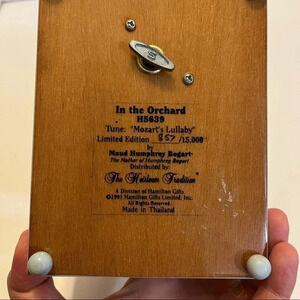 In the Orchard
H5639
Tune: "Mozart's Lullaby"
Limited Edition 857/15,000
by
Maud Humphrey Bogart
The Mother of Humphrey Bogart
Distributed by:
"The Heirloom Tradition"
A Division of Hamilton Gifts
©1991 Hamilton Gifts Limited, Inc.
All Rights Reserved.
Made in Thailand